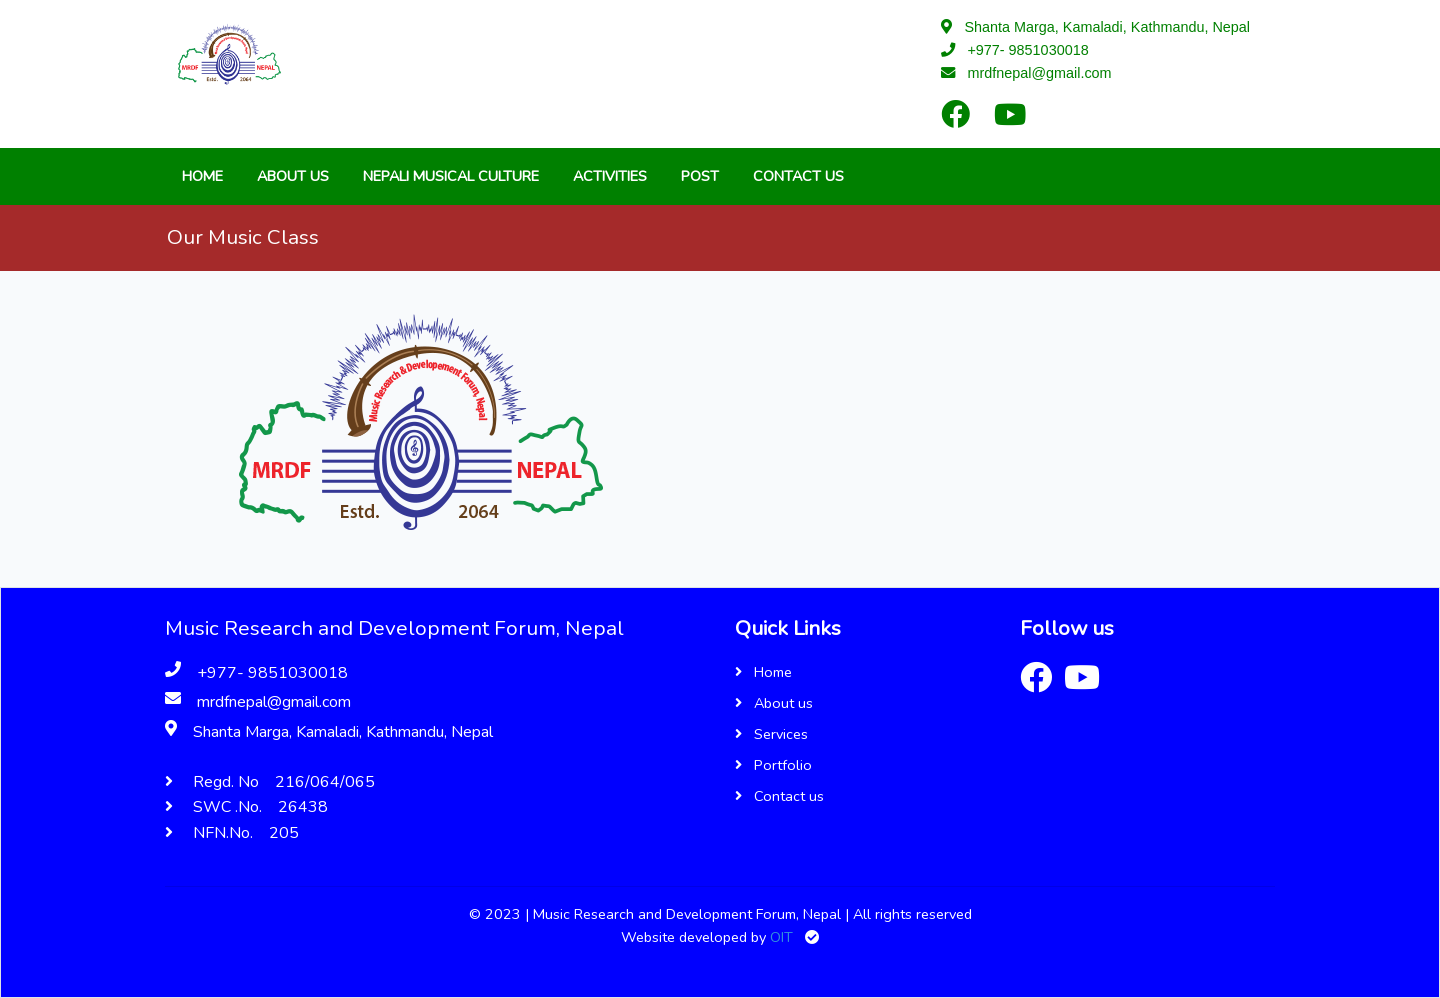 MRDF
NEPAL
Estd. 2064
Shanta Marga, Kamaladi, Kathmandu, Nepal
+977- 9851030018
mrdfnepal@gmail.com
HOME ABOUT US NEPALI MUSICAL CULTURE ACTIVITIES POST CONTACT US
Our Music Class
Music Research & Developement Forum, Nepal
MRDF NEPAL
Estd. 2064
Music Research and Development Forum, Nepal
+977- 9851030018
mrdfnepal@gmail.com
Shanta Marga, Kamaladi, Kathmandu, Nepal
Regd. No 216/064/065
SWC .No. 26438
NFN.No. 205
Quick Links
Home
About us
Services
Portfolio
Contact us
Follow us
© 2023 | Music Research and Development Forum, Nepal | All rights reserved
Website developed by OIT